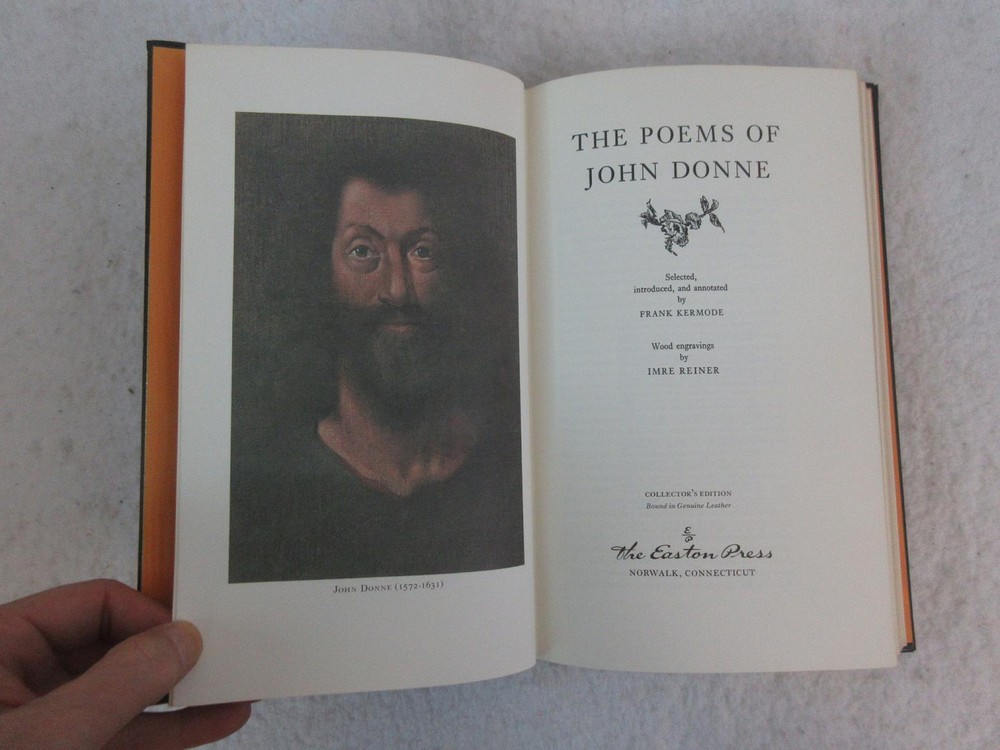 JOHN DONNE (1572-1631)
THE POEMS OF
JOHN DONNE
Selected,
introduced, and annotated
by
FRANK KERMODE
Wood engravings
by
IMRE REINER
COLLECTOR'S EDITION
Bound in Genuine Leather
E
P
The Easton Press
NORWALK, CONNECTICUT